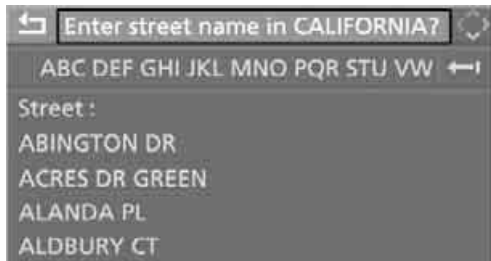 Enter street name in CALIFORNIA?
ABC DEF GHI JKL MNO PQR STU VW
Street :
ABINGTON DR
ACRES DR GREEN
ALANDA PL
ALDBURY CT